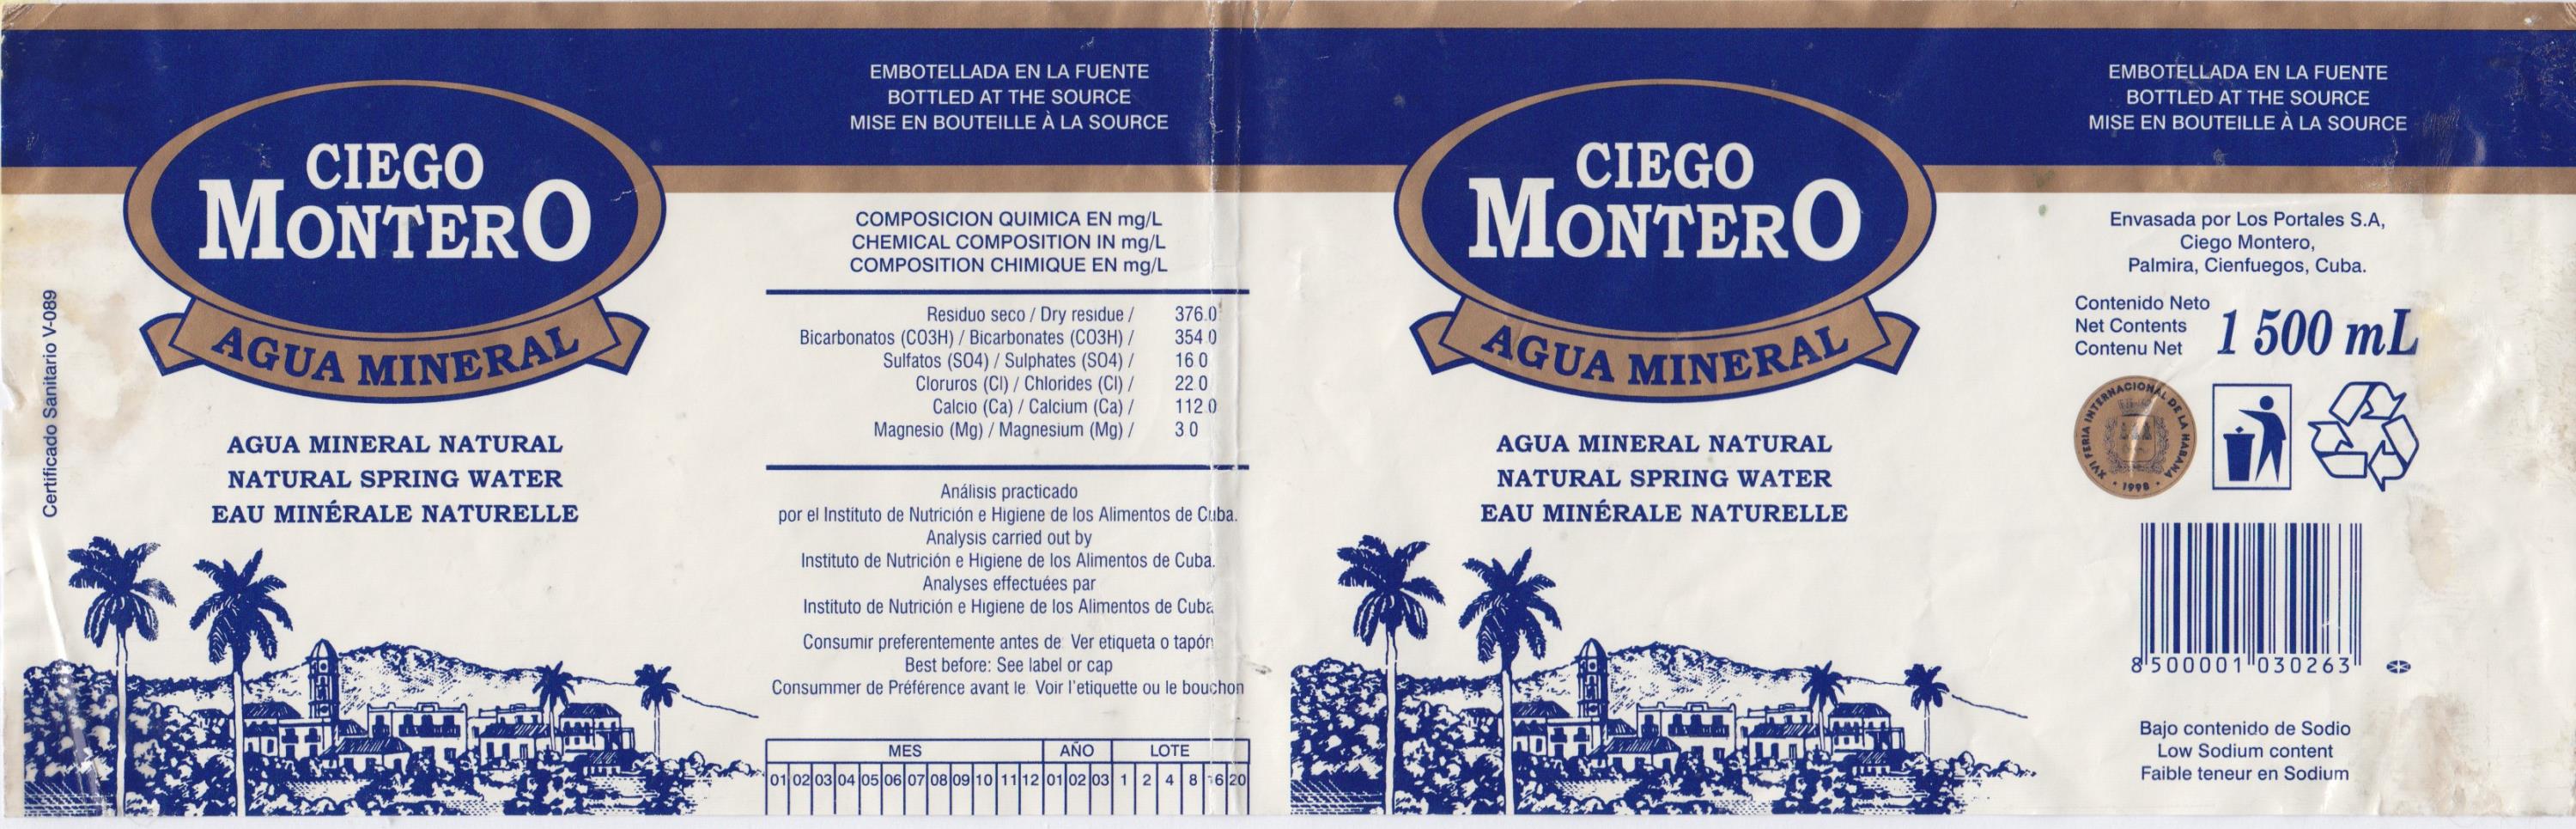 Certificado Sanitario V-089
CIEGO
MONTERO
AGUA MINERAL
AGUA MINERAL NATURAL
NATURAL SPRING WATER
EAU MINÉRALE NATURELLE
EMBOTELLADA EN LA FUENTE
BOTTLED AT THE SOURCE
MISE EN BOUTEILLE À LA SOURCE
COMPOSICION QUIMICA EN mg/L
CHEMICAL COMPOSITION IN mg/L
COMPOSITION CHIMIQUE EN mg/L
Residuo seco / Dry residue / 376.0
Bicarbonatos (CO3H) / Bicarbonates (CO3H) / 354.0
Sulfatos (SO4) / Sulphates (SO4) / 16.0
Cloruros (Cl) / Chlorides (Cl) / 22.0
Calcio (Ca) / Calcium (Ca) / 112.0
Magnesio (Mg) / Magnesium (Mg) / 3.0
Análisis practicado
por el Instituto de Nutrición e Higiene de los Alimentos de Cuba.
Analysis carried out by
Instituto de Nutrición e Higiene de los Alimentos de Cuba.
Analyses effectuées par
Instituto de Nutrición e Higiene de los Alimentos de Cuba
Consumir preferentemente antes de: Ver etiqueta o tapón
Best before: See label or cap
Consummer de Préférence avant le: Voir l'etiquette ou le bouchon
MES AÑO LOTE
01 02 03 04 05 06 07 08 09 10 11 12 01 02 03 1 2 4 8 16 20
CIEGO
MONTERO
AGUA MINERAL
AGUA MINERAL NATURAL
NATURAL SPRING WATER
EAU MINÉRALE NATURELLE
EMBOTELLADA EN LA FUENTE
BOTTLED AT THE SOURCE
MISE EN BOUTEILLE À LA SOURCE
Envasada por Los Portales S.A,
Ciego Montero,
Palmira, Cienfuegos, Cuba.
Contenido Neto
Net Contents
Contenu Net
1 500 mL
XVI FERIA INTERNACIONAL DE LA HABANA
• 1998 •
8 500001 030263
Bajo contenido de Sodio
Low Sodium content
Faible teneur en Sodium